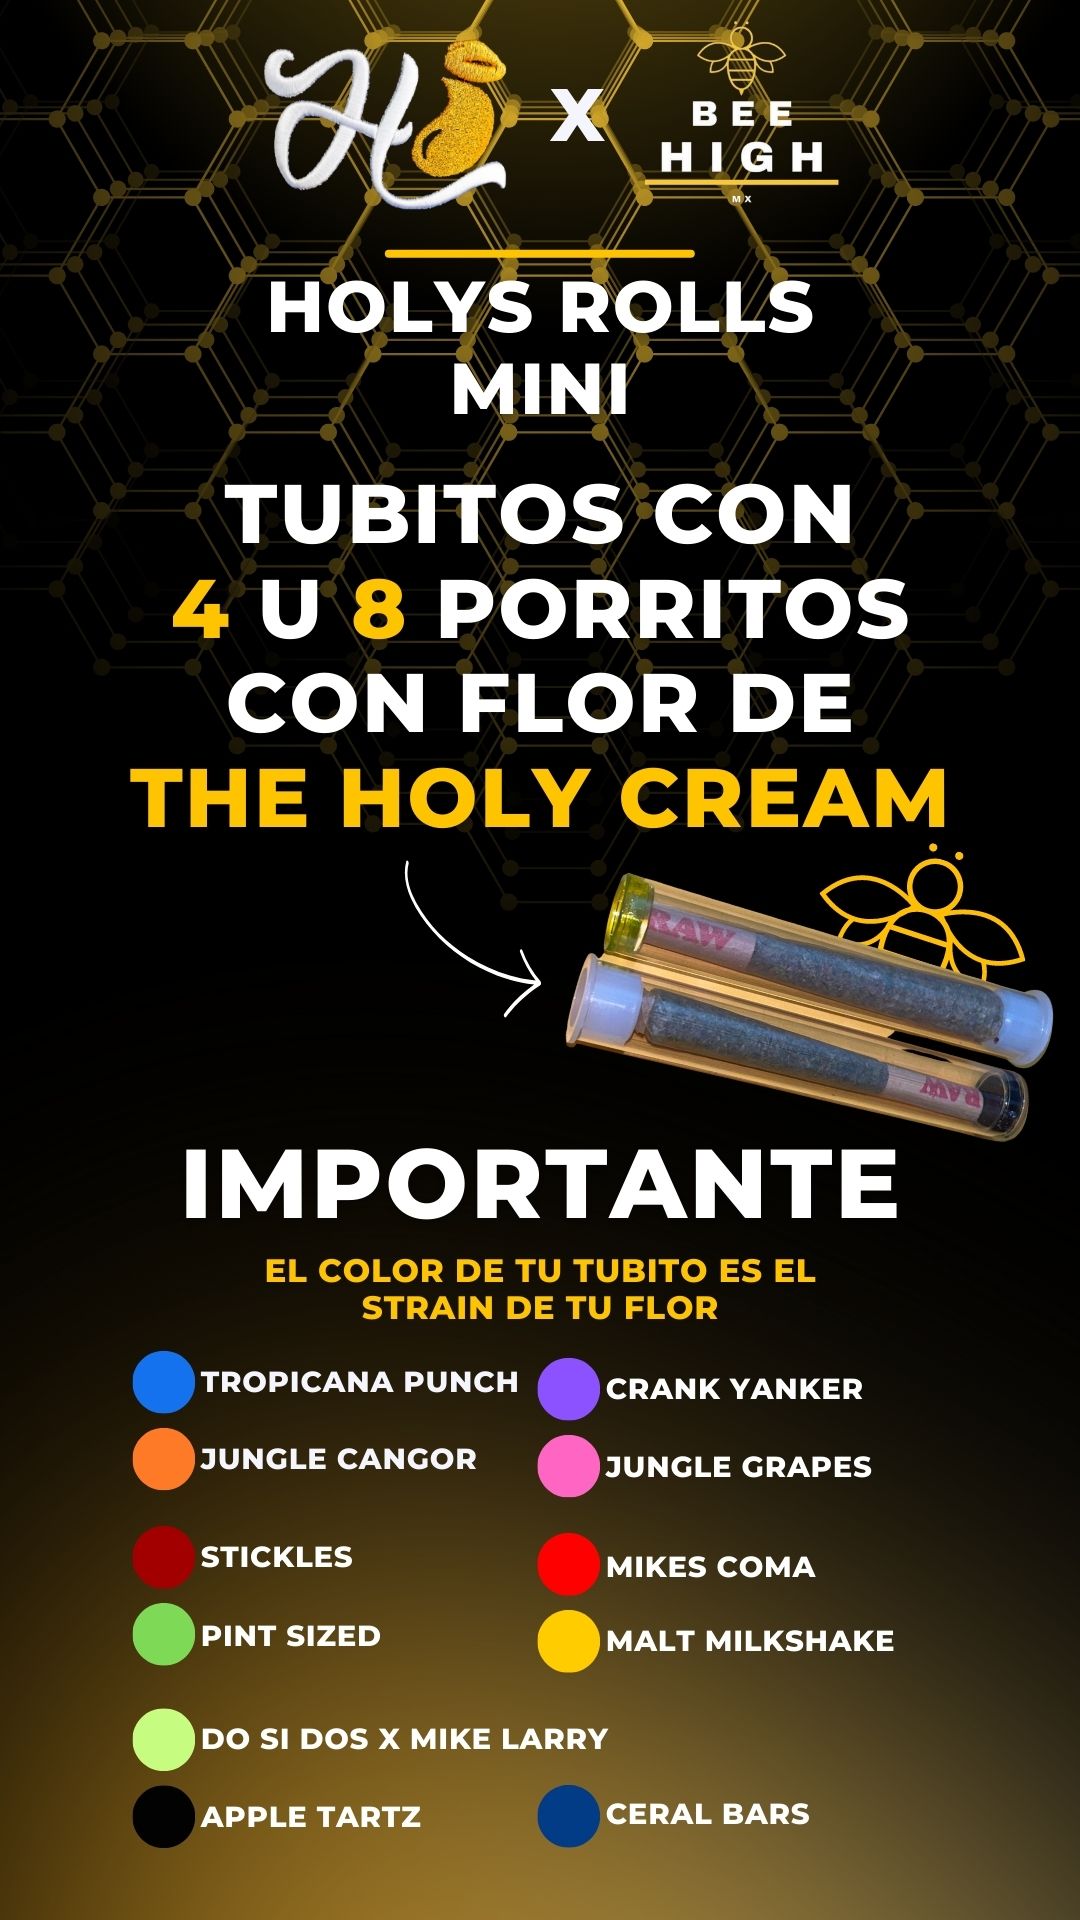 H
X
BEE
HIGH
MX
HOLYS ROLLS
MINI
TUBITOS CON
4 U 8 PORRITOS
CON FLOR DE
THE HOLY CREAM
RAW
RAW
IMPORTANTE
EL COLOR DE TU TUBITO ES EL
STRAIN DE TU FLOR
TROPICANA PUNCH
CRANK YANKER
JUNGLE CANGOR
JUNGLE GRAPES
STICKLES
MIKES COMA
PINT SIZED
MALT MILKSHAKE
DO SI DOS X MIKE LARRY
APPLE TARTZ
CERAL BARS